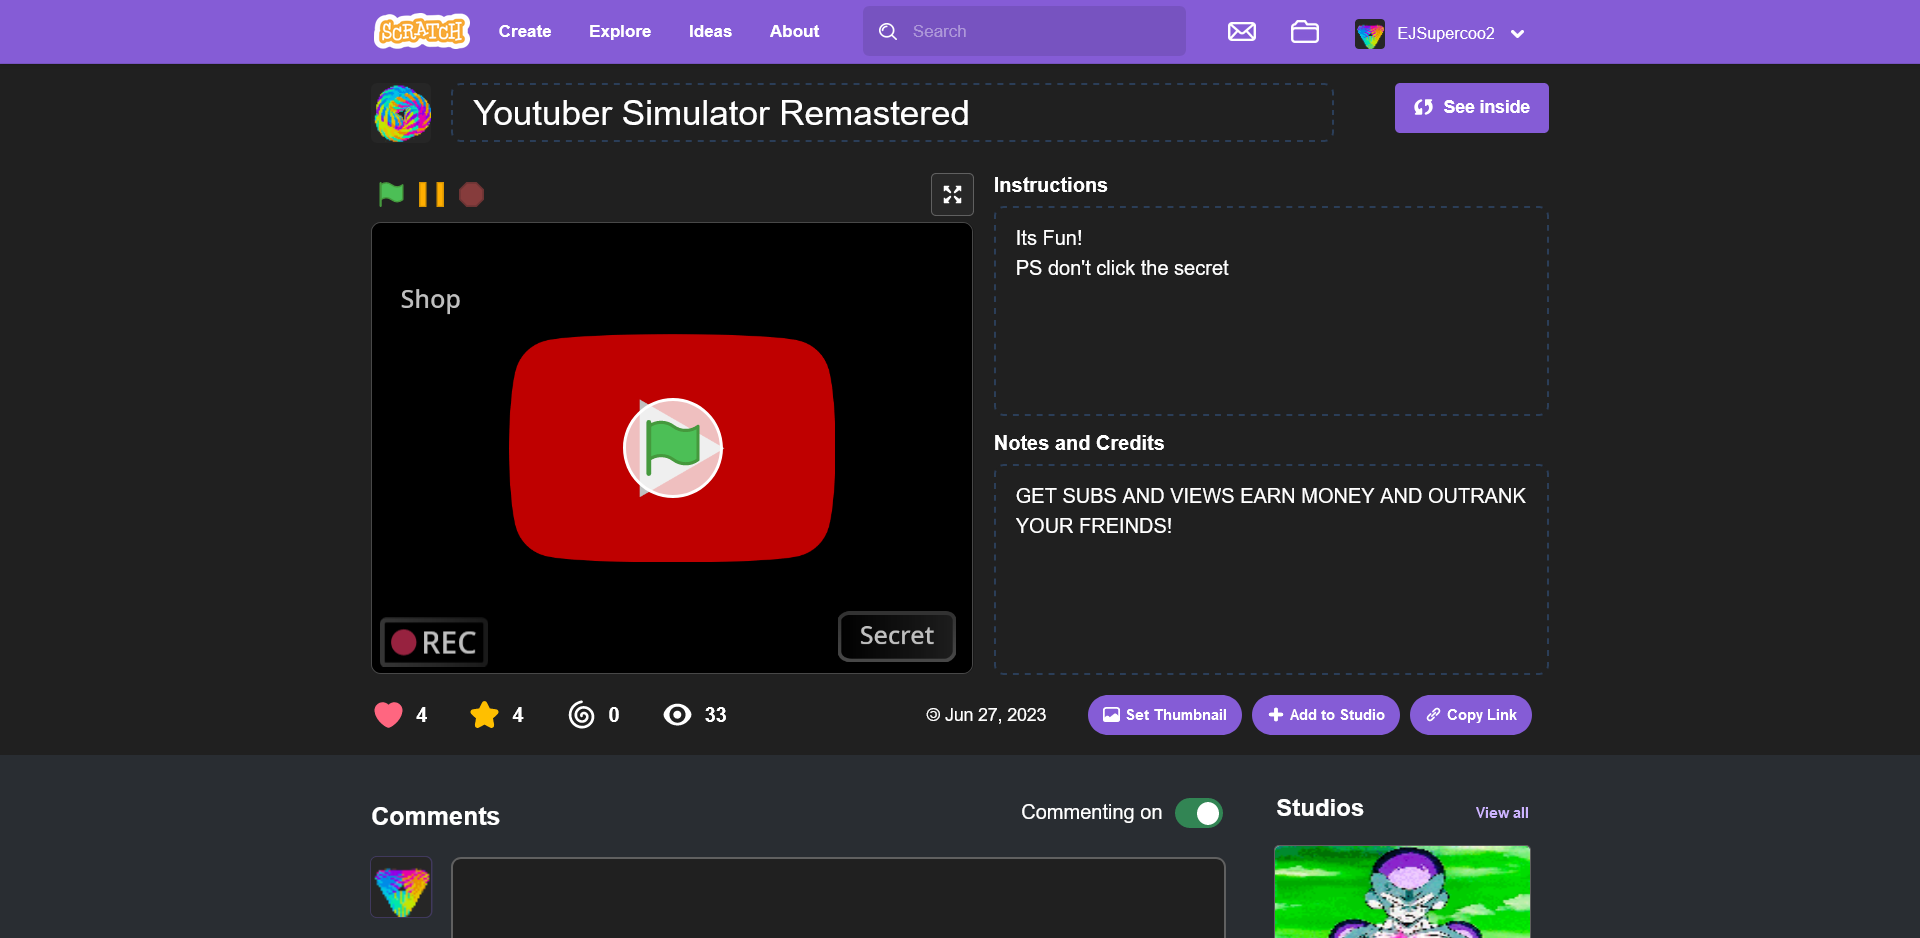 SCRATCH Create Explore Ideas About Search EJSupercoo2
Youtuber Simulator Remastered
See inside
Instructions
Its Fun!
PS don't click the secret
Shop
REC
Secret
Notes and Credits
GET SUBS AND VIEWS EARN MONEY AND OUTRANK
YOUR FREINDS!
4 4 0 33
© Jun 27, 2023
Set Thumbnail
Add to Studio
Copy Link
Comments
Commenting on
Studios
View all